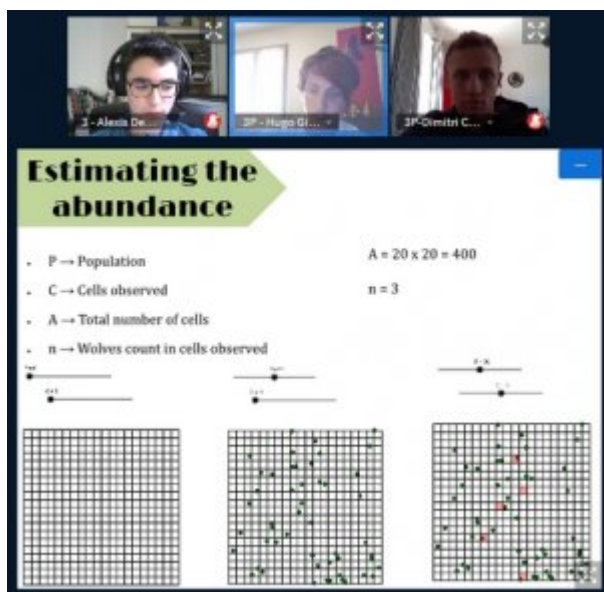 3 - Alexis De...
3P - Hugo Gi...
3P-Dimitri C...
Estimating the
abundance
. P → Population
. C → Cells observed
. A → Total number of cells
. n → Wolves count in cells observed
A = 20 x 20 = 400
n = 3